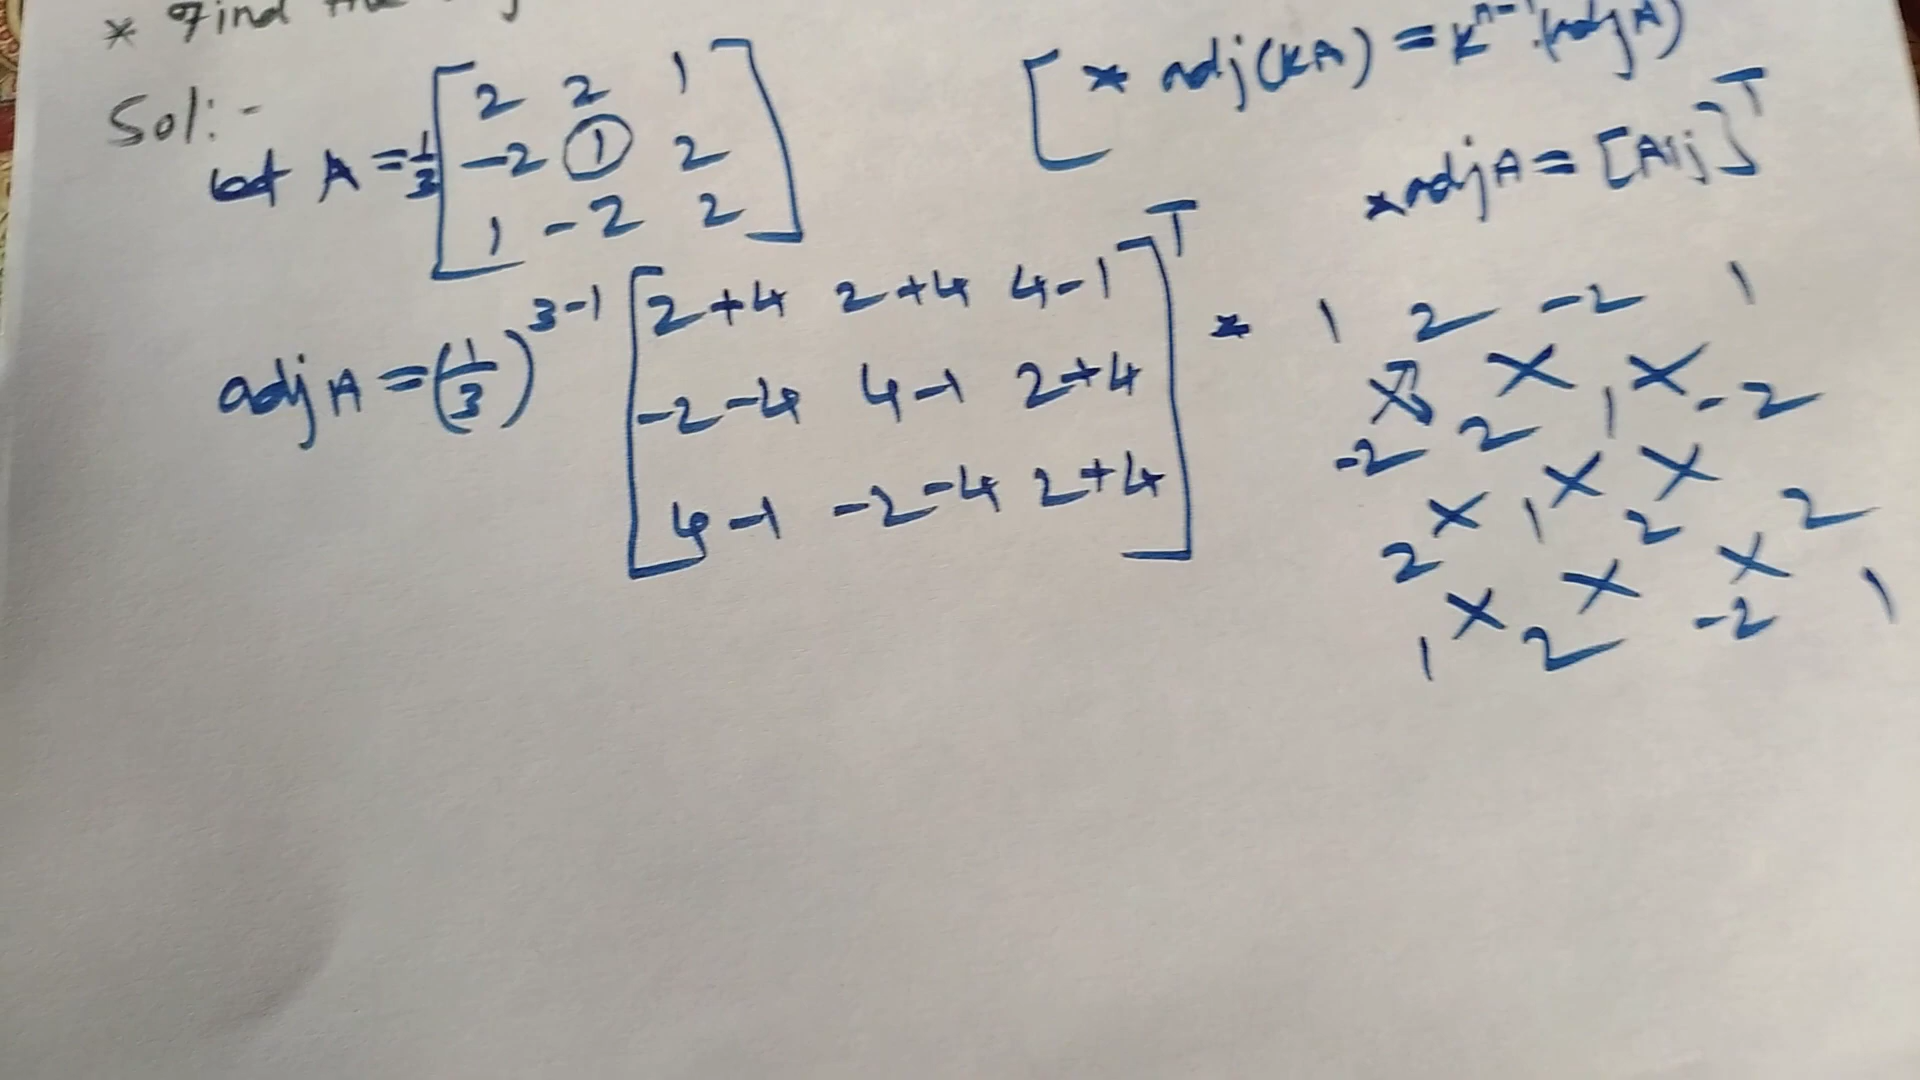 * Find the
Sol:-
let A = 1/3 [ 2 2 1
-2 1 2
1 -2 2 ]
[ * adj(KA) = K^n-1 .(adj A)
* adj A = [Aij]^T
adj A = (1/3)^3-1 [ 2+4 2+4 4-1
-2-4 4-1 2+4
4-1 -2-4 2+4 ]^T
* 1 2 -2 1
-2 2 1 -2
2 1 2 2
1 2 -2 1